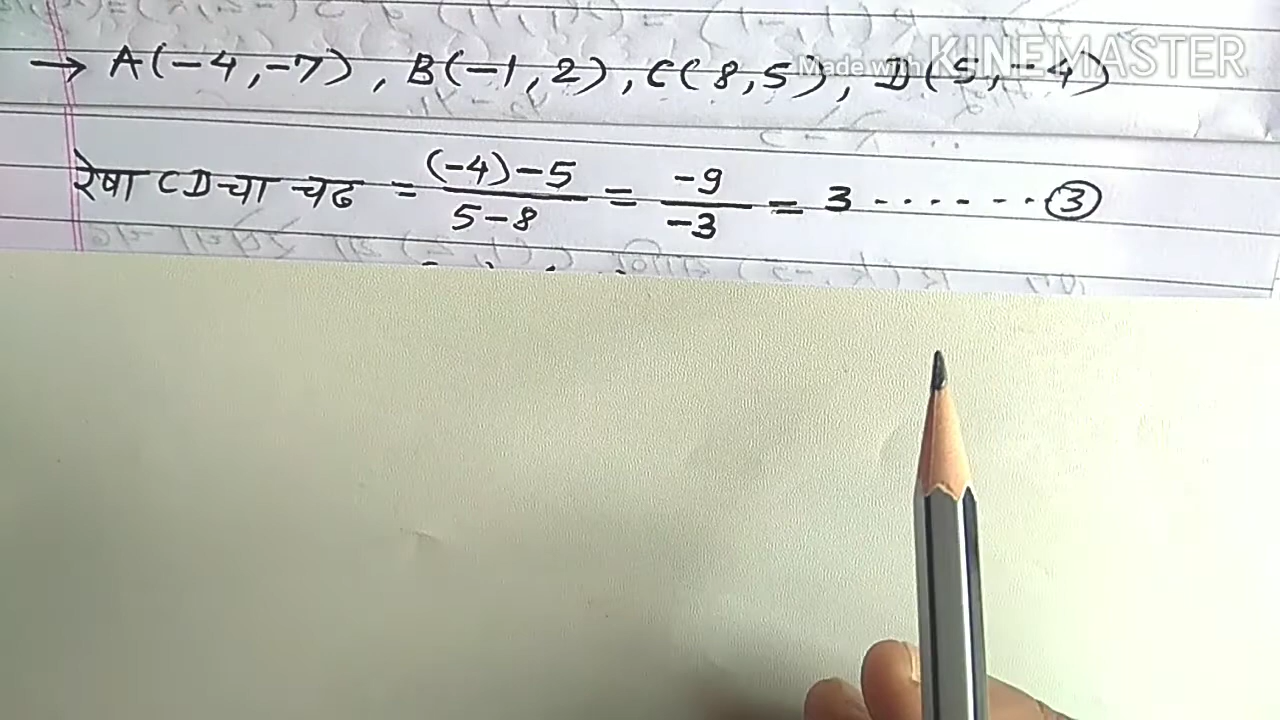 Made with KINEMASTER
→ A(-4,-7), B(-1,2), C(8,5), D(5,-4)
रेषा CD चा चढ = (-4)-5 / 5-8 = -9 / -3 = 3 ------- ③